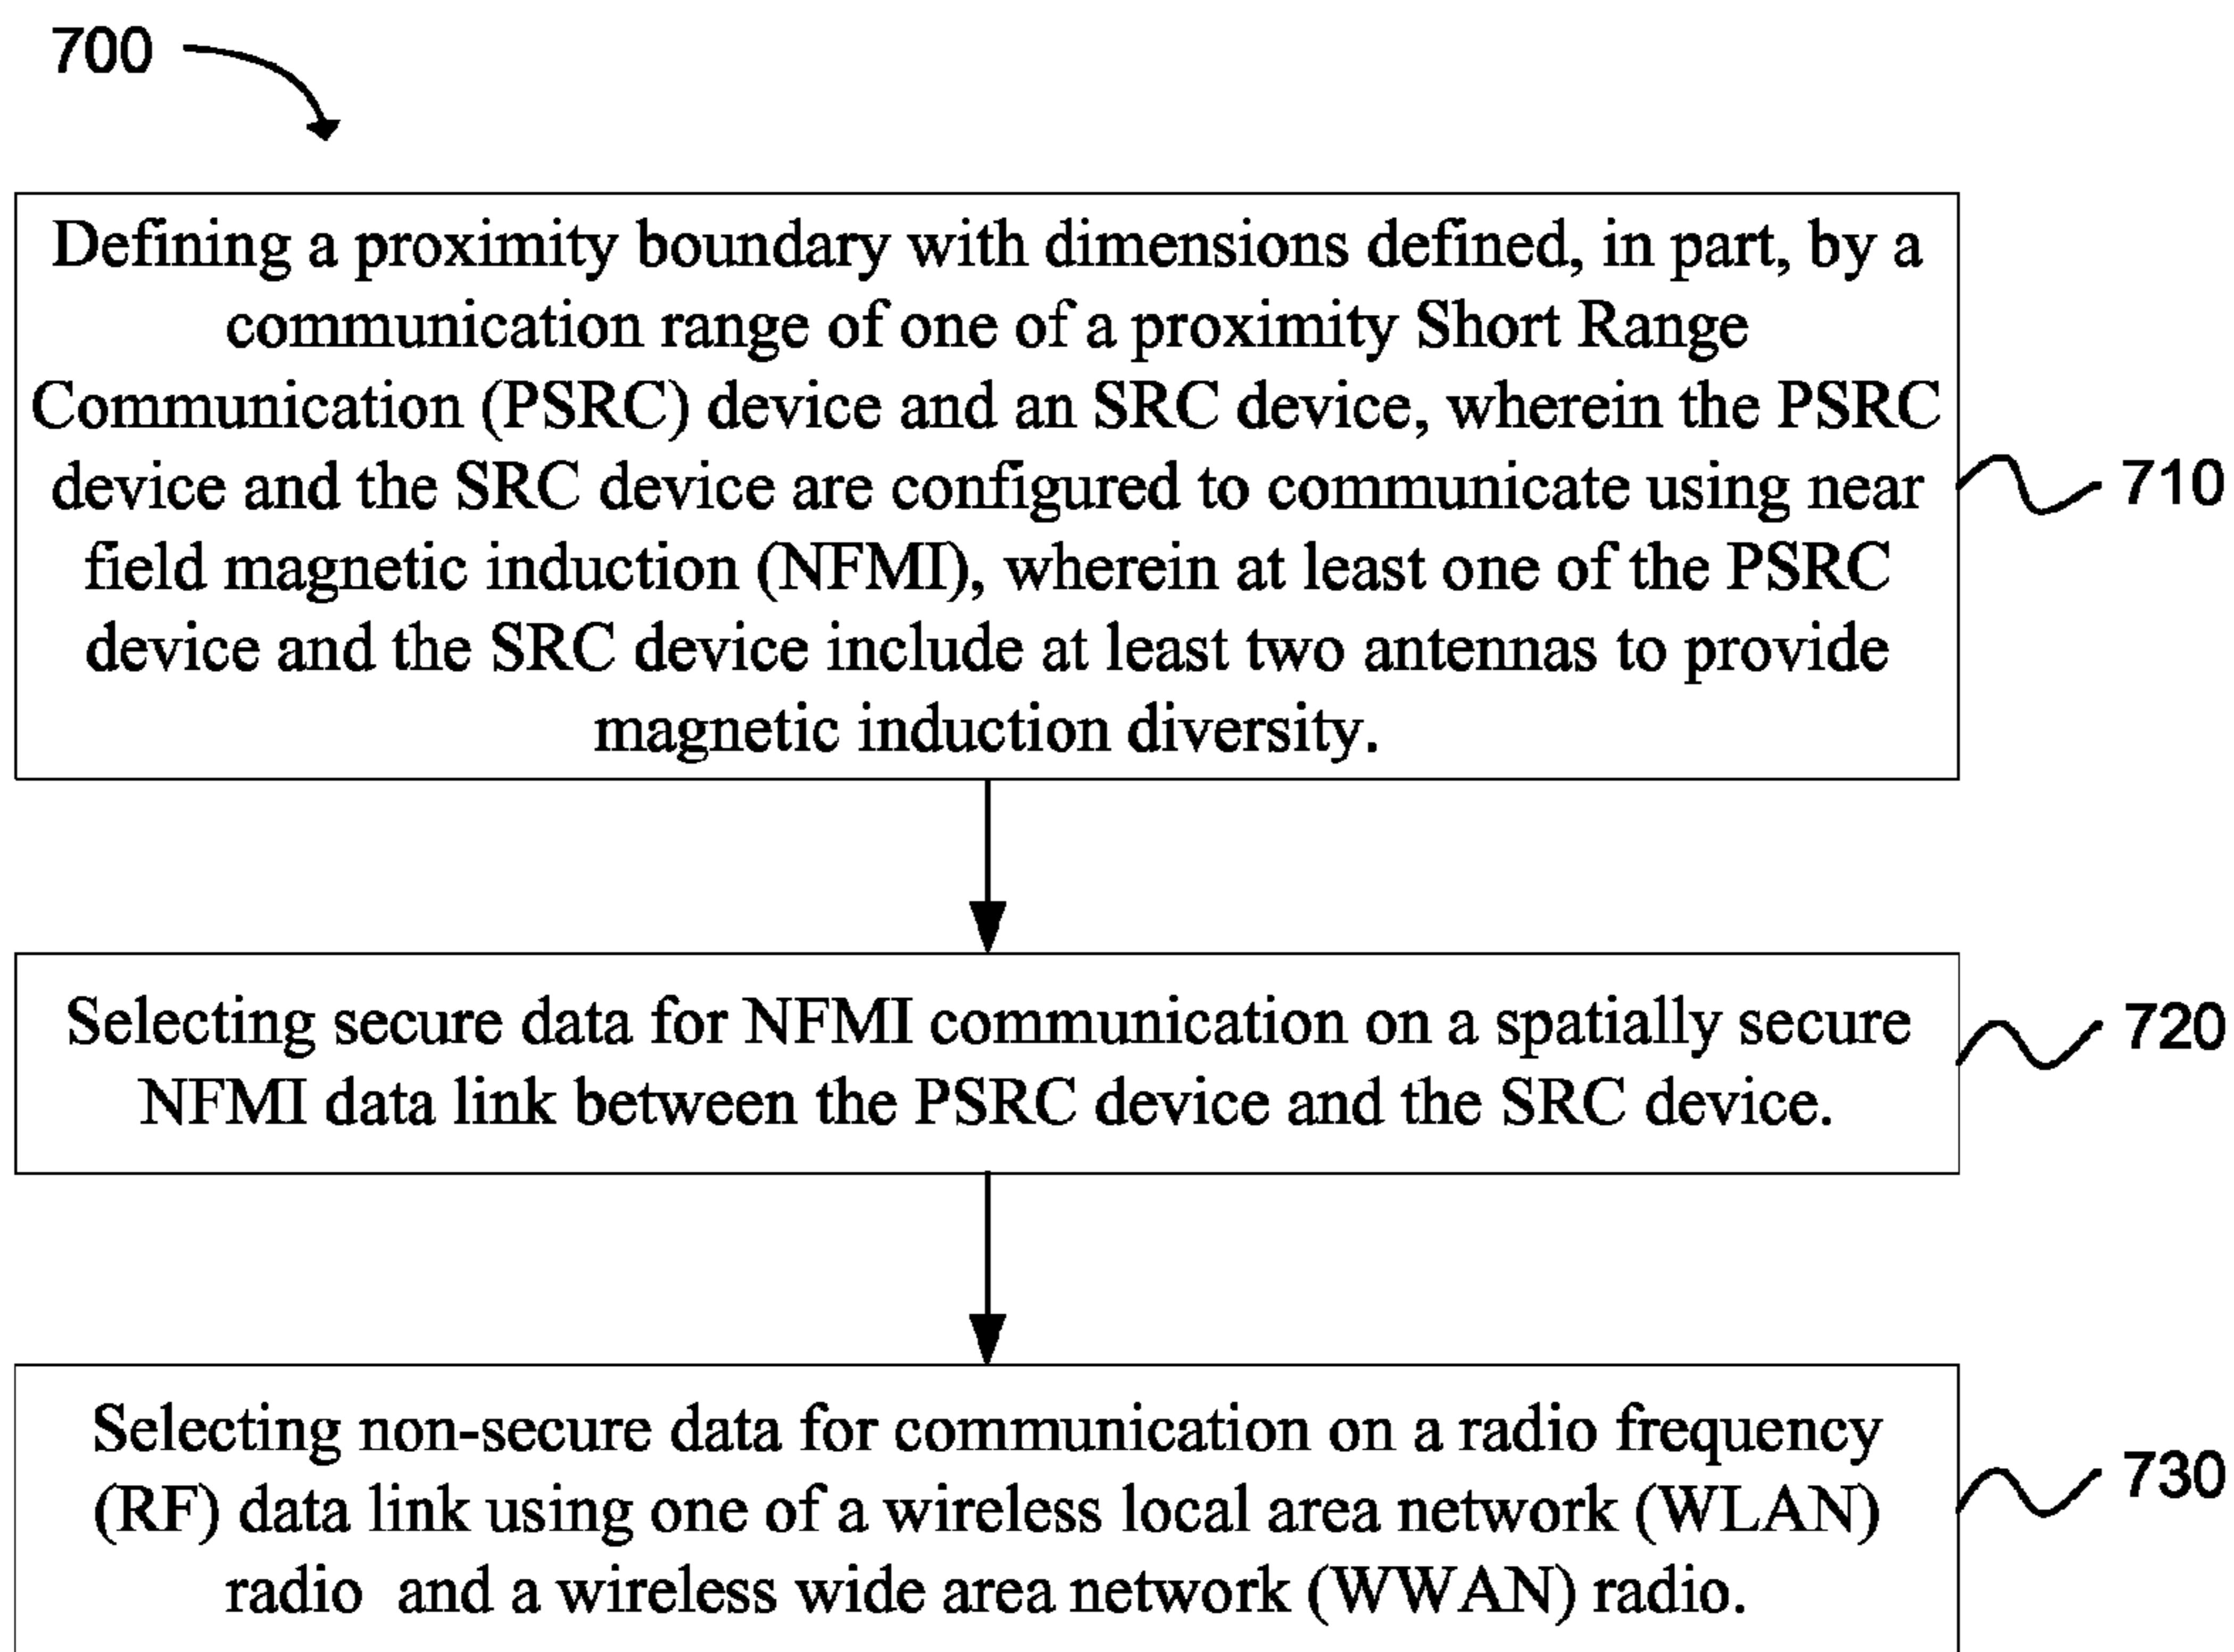 700
Defining a proximity boundary with dimensions defined, in part, by a
communication range of one of a proximity Short Range
Communication (PSRC) device and an SRC device, wherein the PSRC
device and the SRC device are configured to communicate using near
field magnetic induction (NFMI), wherein at least one of the PSRC
device and the SRC device include at least two antennas to provide
magnetic induction diversity.
710
Selecting secure data for NFMI communication on a spatially secure
NFMI data link between the PSRC device and the SRC device.
720
Selecting non-secure data for communication on a radio frequency
(RF) data link using one of a wireless local area network (WLAN)
radio and a wireless wide area network (WWAN) radio.
730